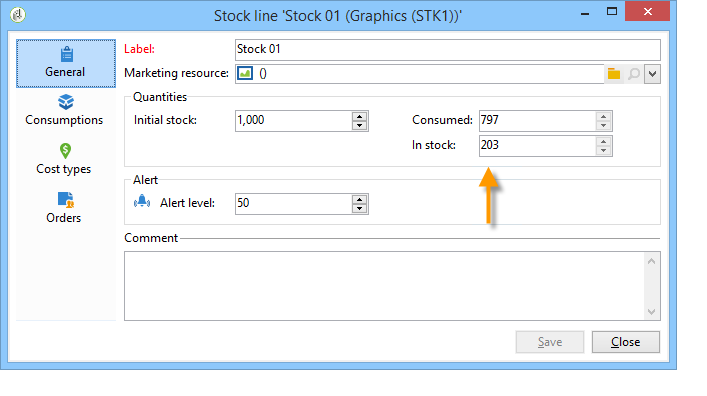 Stock line 'Stock 01 (Graphics (STK1))'
General
Consumptions
Cost types
Orders
Label: Stock 01
Marketing resource: ()
Quantities
Initial stock: 1,000 Consumed: 797
In stock: 203
Alert
Alert level: 50
Comment
Save Close